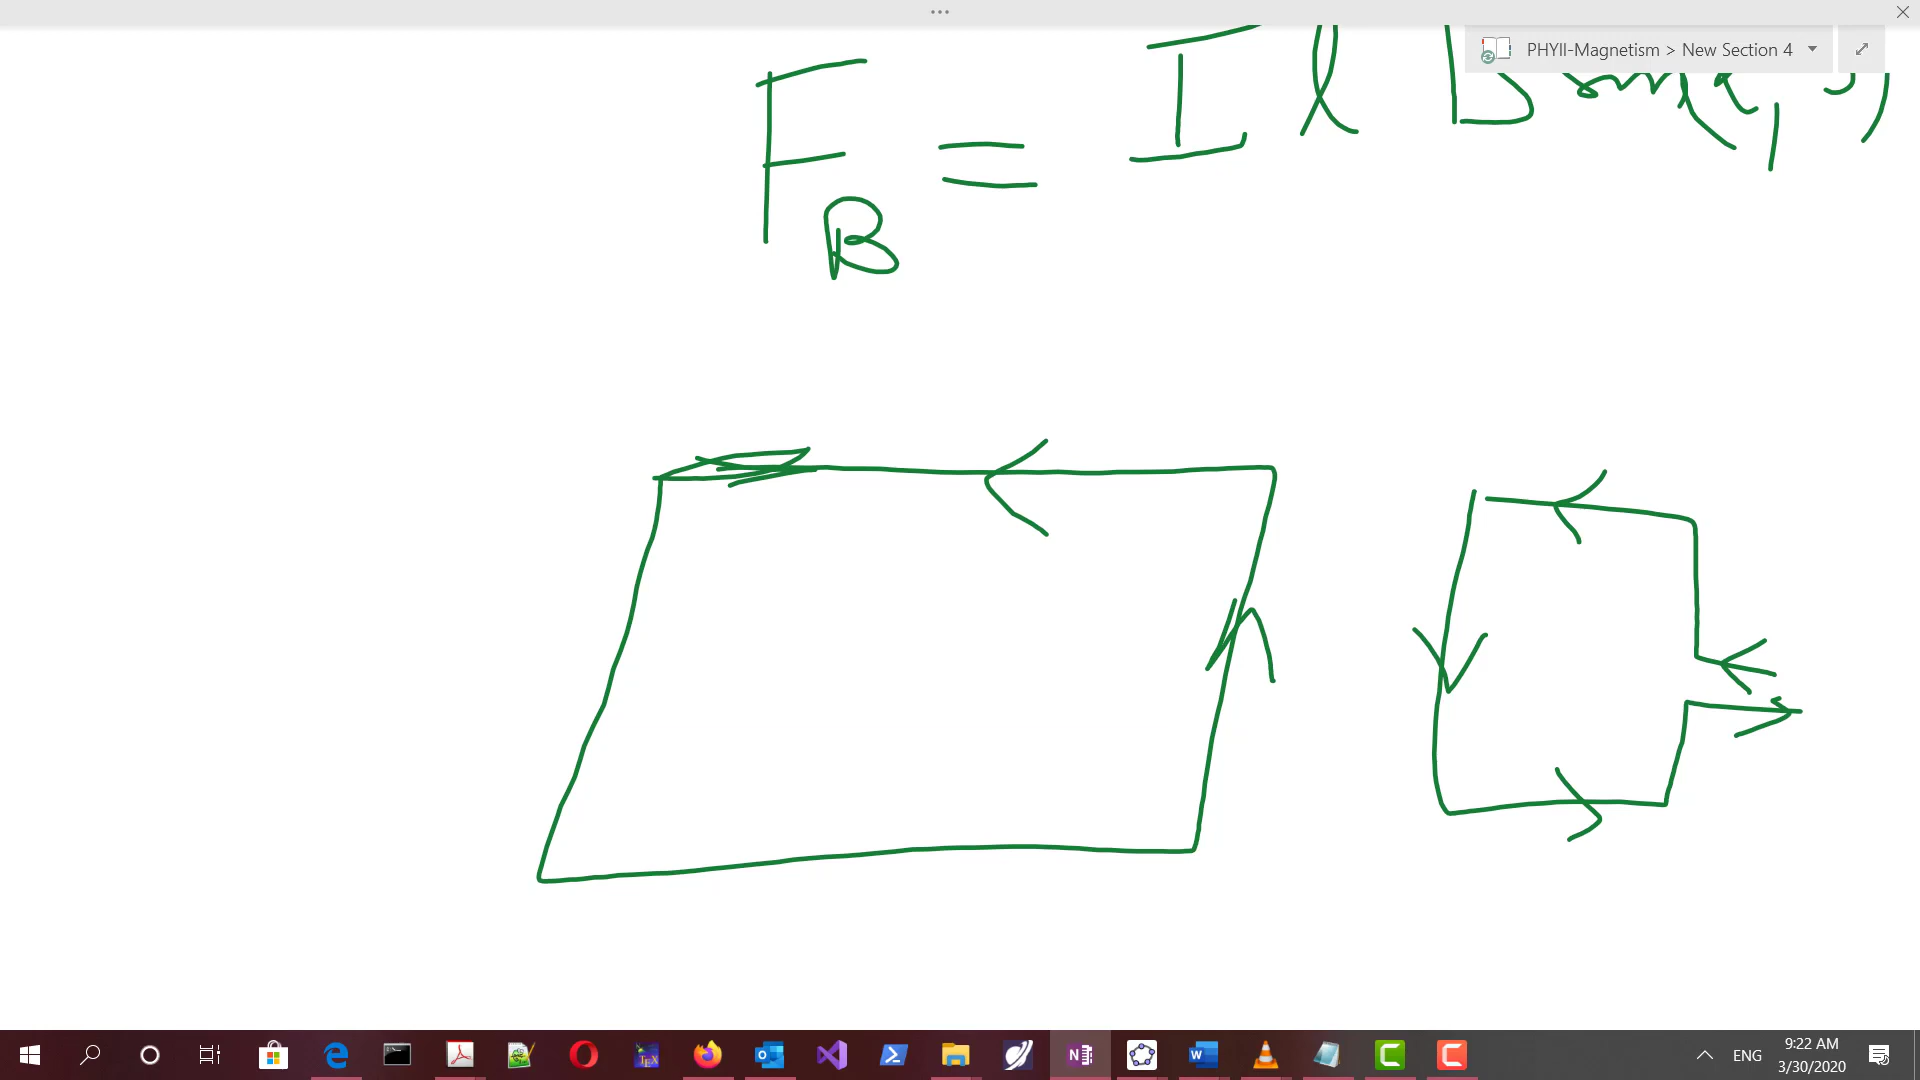 PHYII-Magnetism > New Section 4
F_B = I l B sin(
ENG
9:22 AM
3/30/2020